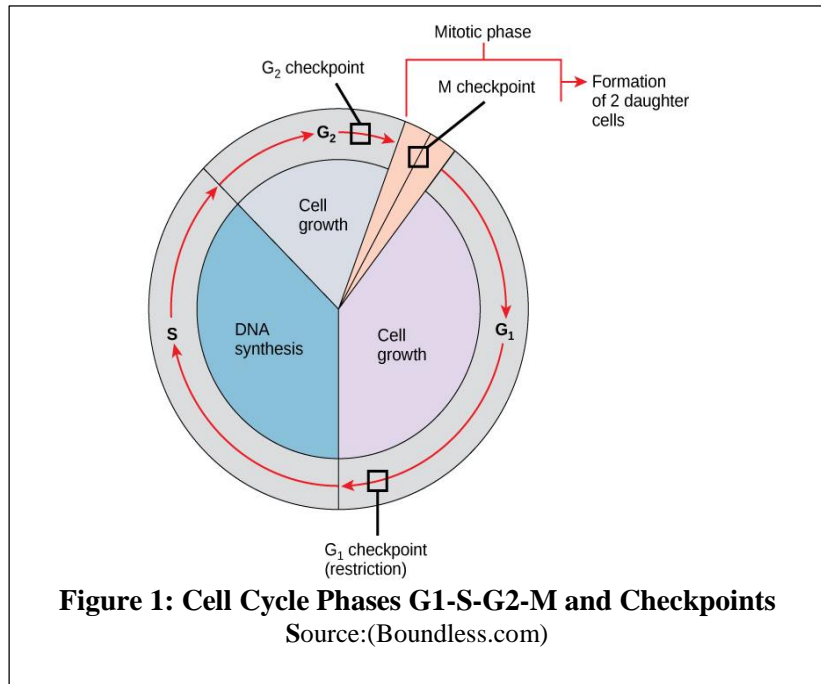 Mitotic phase
G₂ checkpoint
M checkpoint
Formation
of 2 daughter
cells
G₂
Cell
growth
S
DNA
synthesis
Cell
growth
G₁
G₁ checkpoint
(restriction)
Figure 1: Cell Cycle Phases G1-S-G2-M and Checkpoints
Source:(Boundless.com)